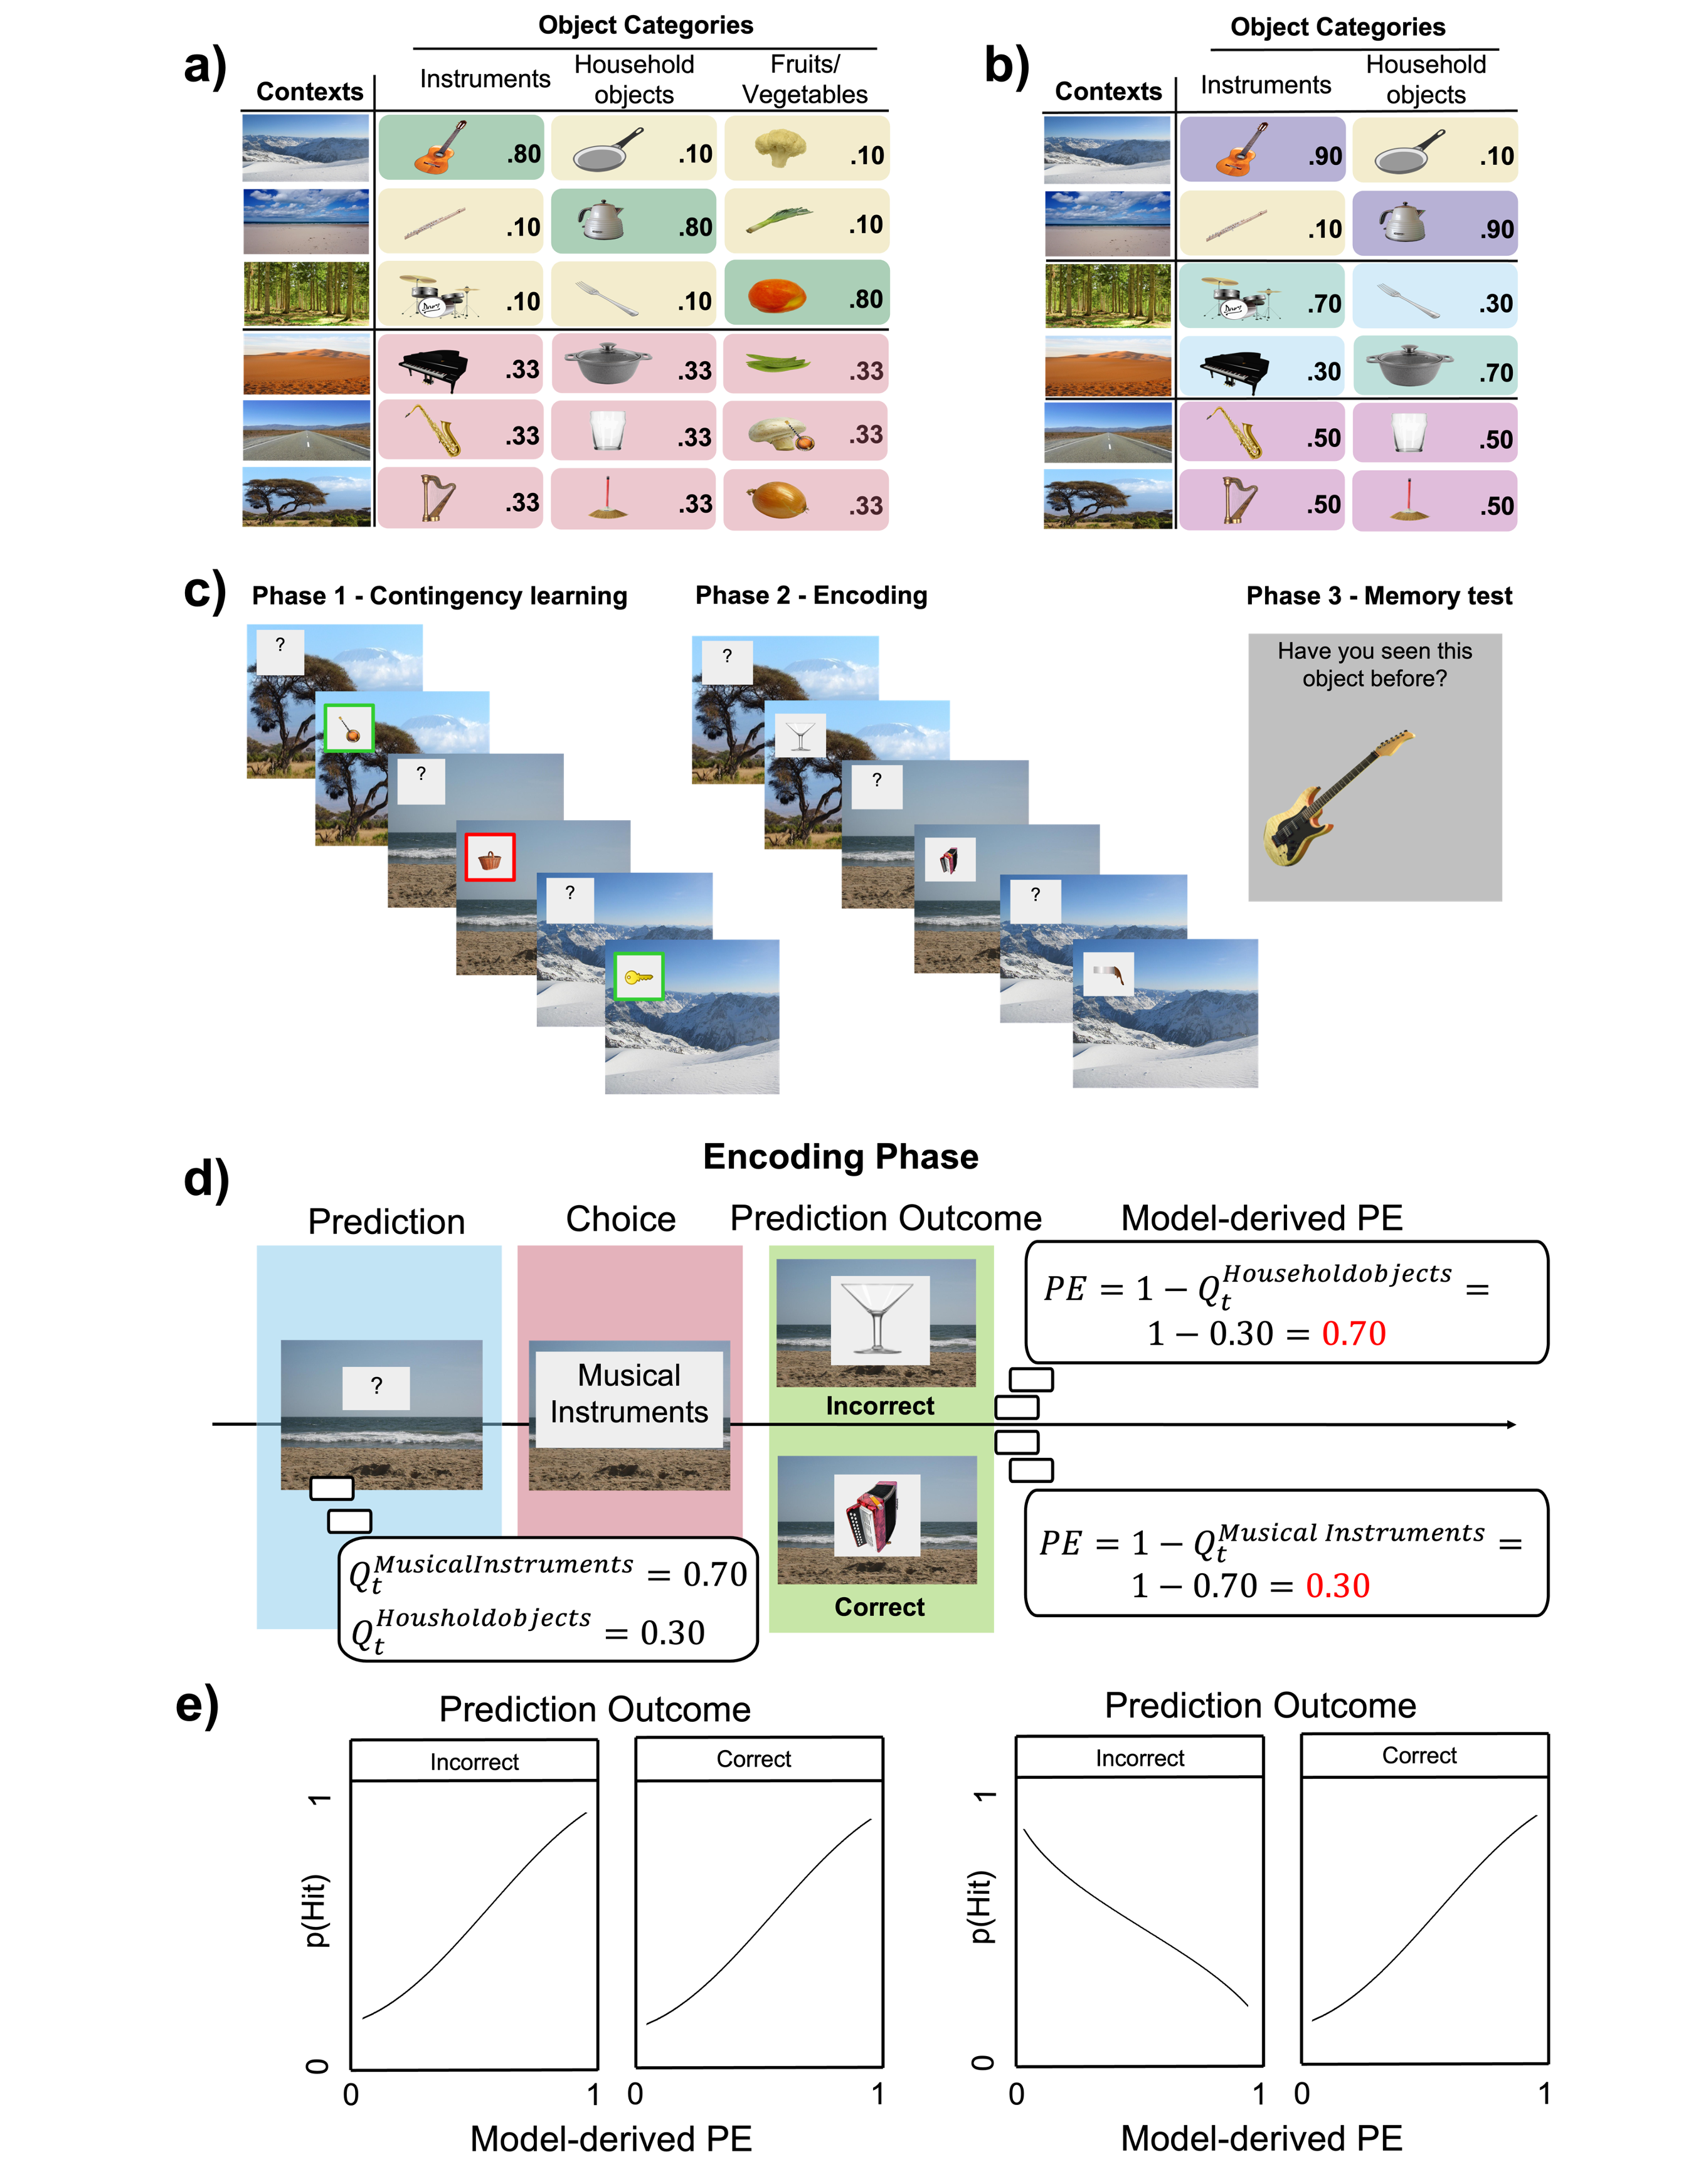 a)
Object Categories
Contexts
Instruments
Household
objects
Fruits/
Vegetables
.80
.10
.10
.10
.80
.10
.10
.10
.80
.33
.33
.33
.33
.33
.33
.33
.33
.33
b)
Object Categories
Contexts
Instruments
Household
objects
.90
.10
.10
.90
.70
.30
.30
.70
.50
.50
.50
.50
c)
Phase 1 - Contingency learning
?
?
?
Phase 2 - Encoding
?
?
?
Phase 3 - Memory test
Have you seen this
object before?
d)
Encoding Phase
Prediction
Choice
Prediction Outcome
Model-derived PE
?
Musical
Instruments
Incorrect
Correct
Q_t^{MusicalInstruments} = 0.70
Q_t^{Housholdobjects} = 0.30
PE = 1 − Q_t^{Householdobjects} =
1 − 0.30 = 0.70
PE = 1 − Q_t^{Musical Instruments} =
1 − 0.70 = 0.30
e)
Prediction Outcome
Incorrect
Correct
1
p(Hit)
0
0
1
0
1
Model-derived PE
Prediction Outcome
Incorrect
Correct
1
p(Hit)
0
0
1
0
1
Model-derived PE